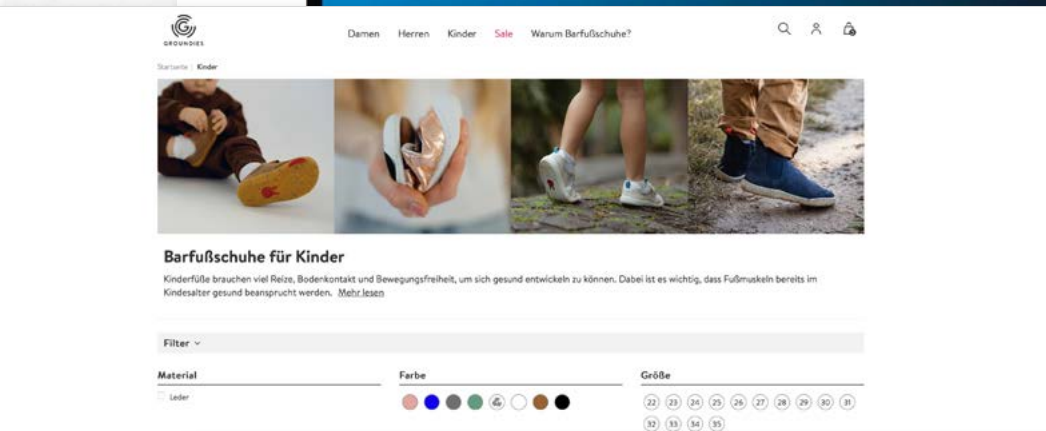 GROUNDIES
Damen Herren Kinder Sale Warum Barfußschuhe?
Startseite | Kinder
Barfußschuhe für Kinder
Kinderfüße brauchen viel Reize, Bodenkontakt und Bewegungsfreiheit, um sich gesund entwickeln zu können. Dabei ist es wichtig, dass Fußmuskeln bereits im
Kindesalter gesund beansprucht werden. Mehr lesen
Filter
Material Farbe Größe
Leder
22 23 24 25 26 27 28 29 30 31
32 33 34 35